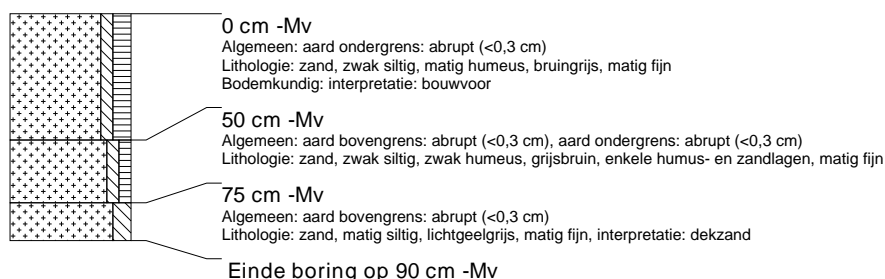 0 cm -Mv
Algemeen: aard ondergrens: abrupt (<0,3 cm)
Lithologie: zand, zwak siltig, matig humeus, bruingrijs, matig fijn
Bodemkundig: interpretatie: bouwvoor
50 cm -Mv
Algemeen: aard bovengrens: abrupt (<0,3 cm), aard ondergrens: abrupt (<0,3 cm)
Lithologie: zand, zwak siltig, zwak humeus, grijsbruin, enkele humus- en zandlagen, matig fijn
75 cm -Mv
Algemeen: aard bovengrens: abrupt (<0,3 cm)
Lithologie: zand, matig siltig, lichtgeelgrijs, matig fijn, interpretatie: dekzand
Einde boring op 90 cm -Mv